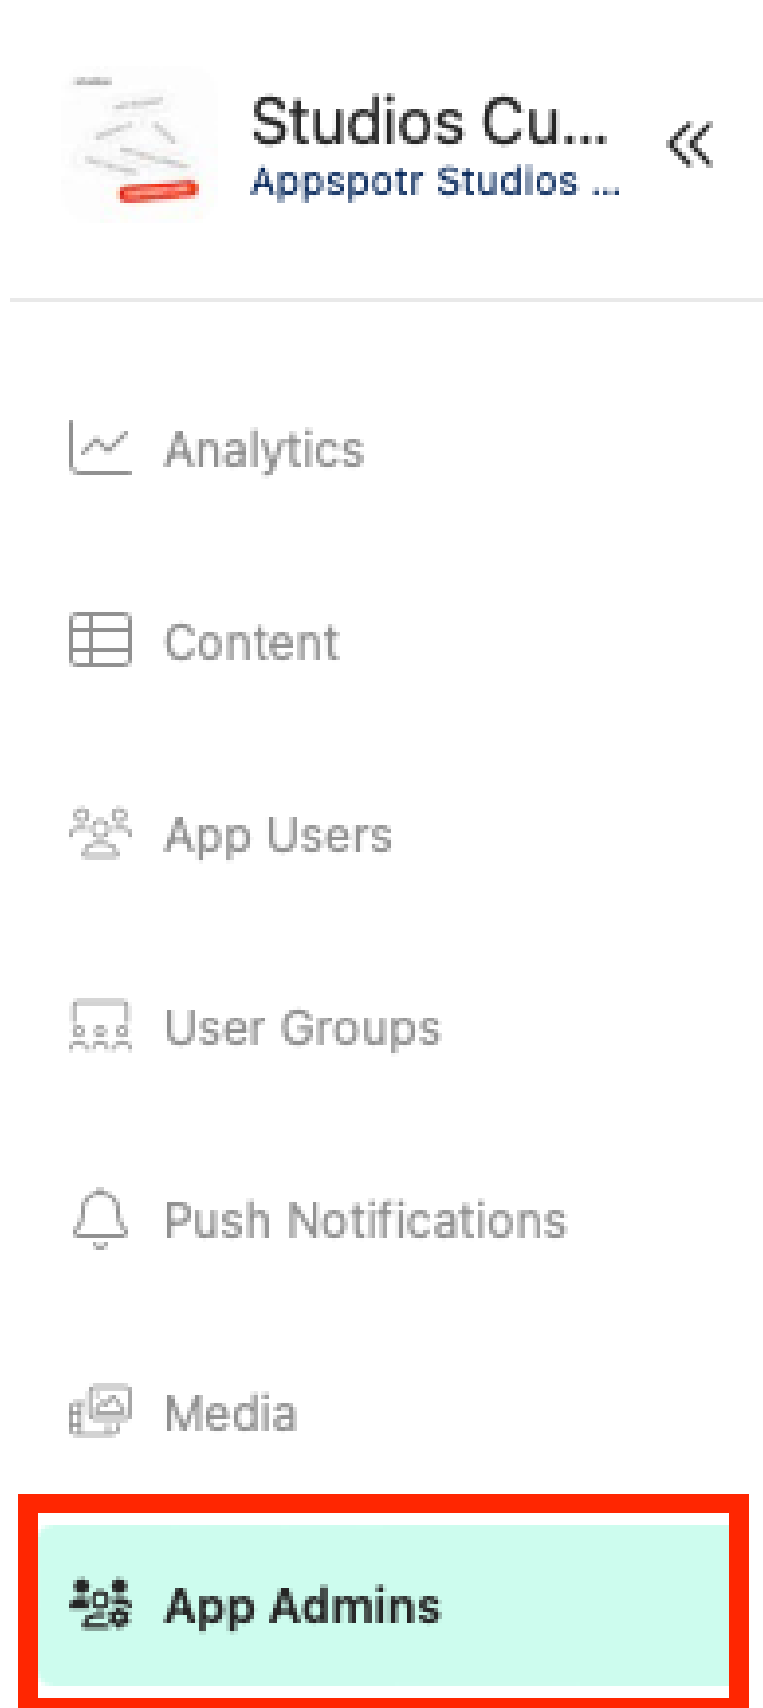 Studios Cu...
Appspotr Studios ...
Analytics
Content
App Users
User Groups
Push Notifications
Media
App Admins